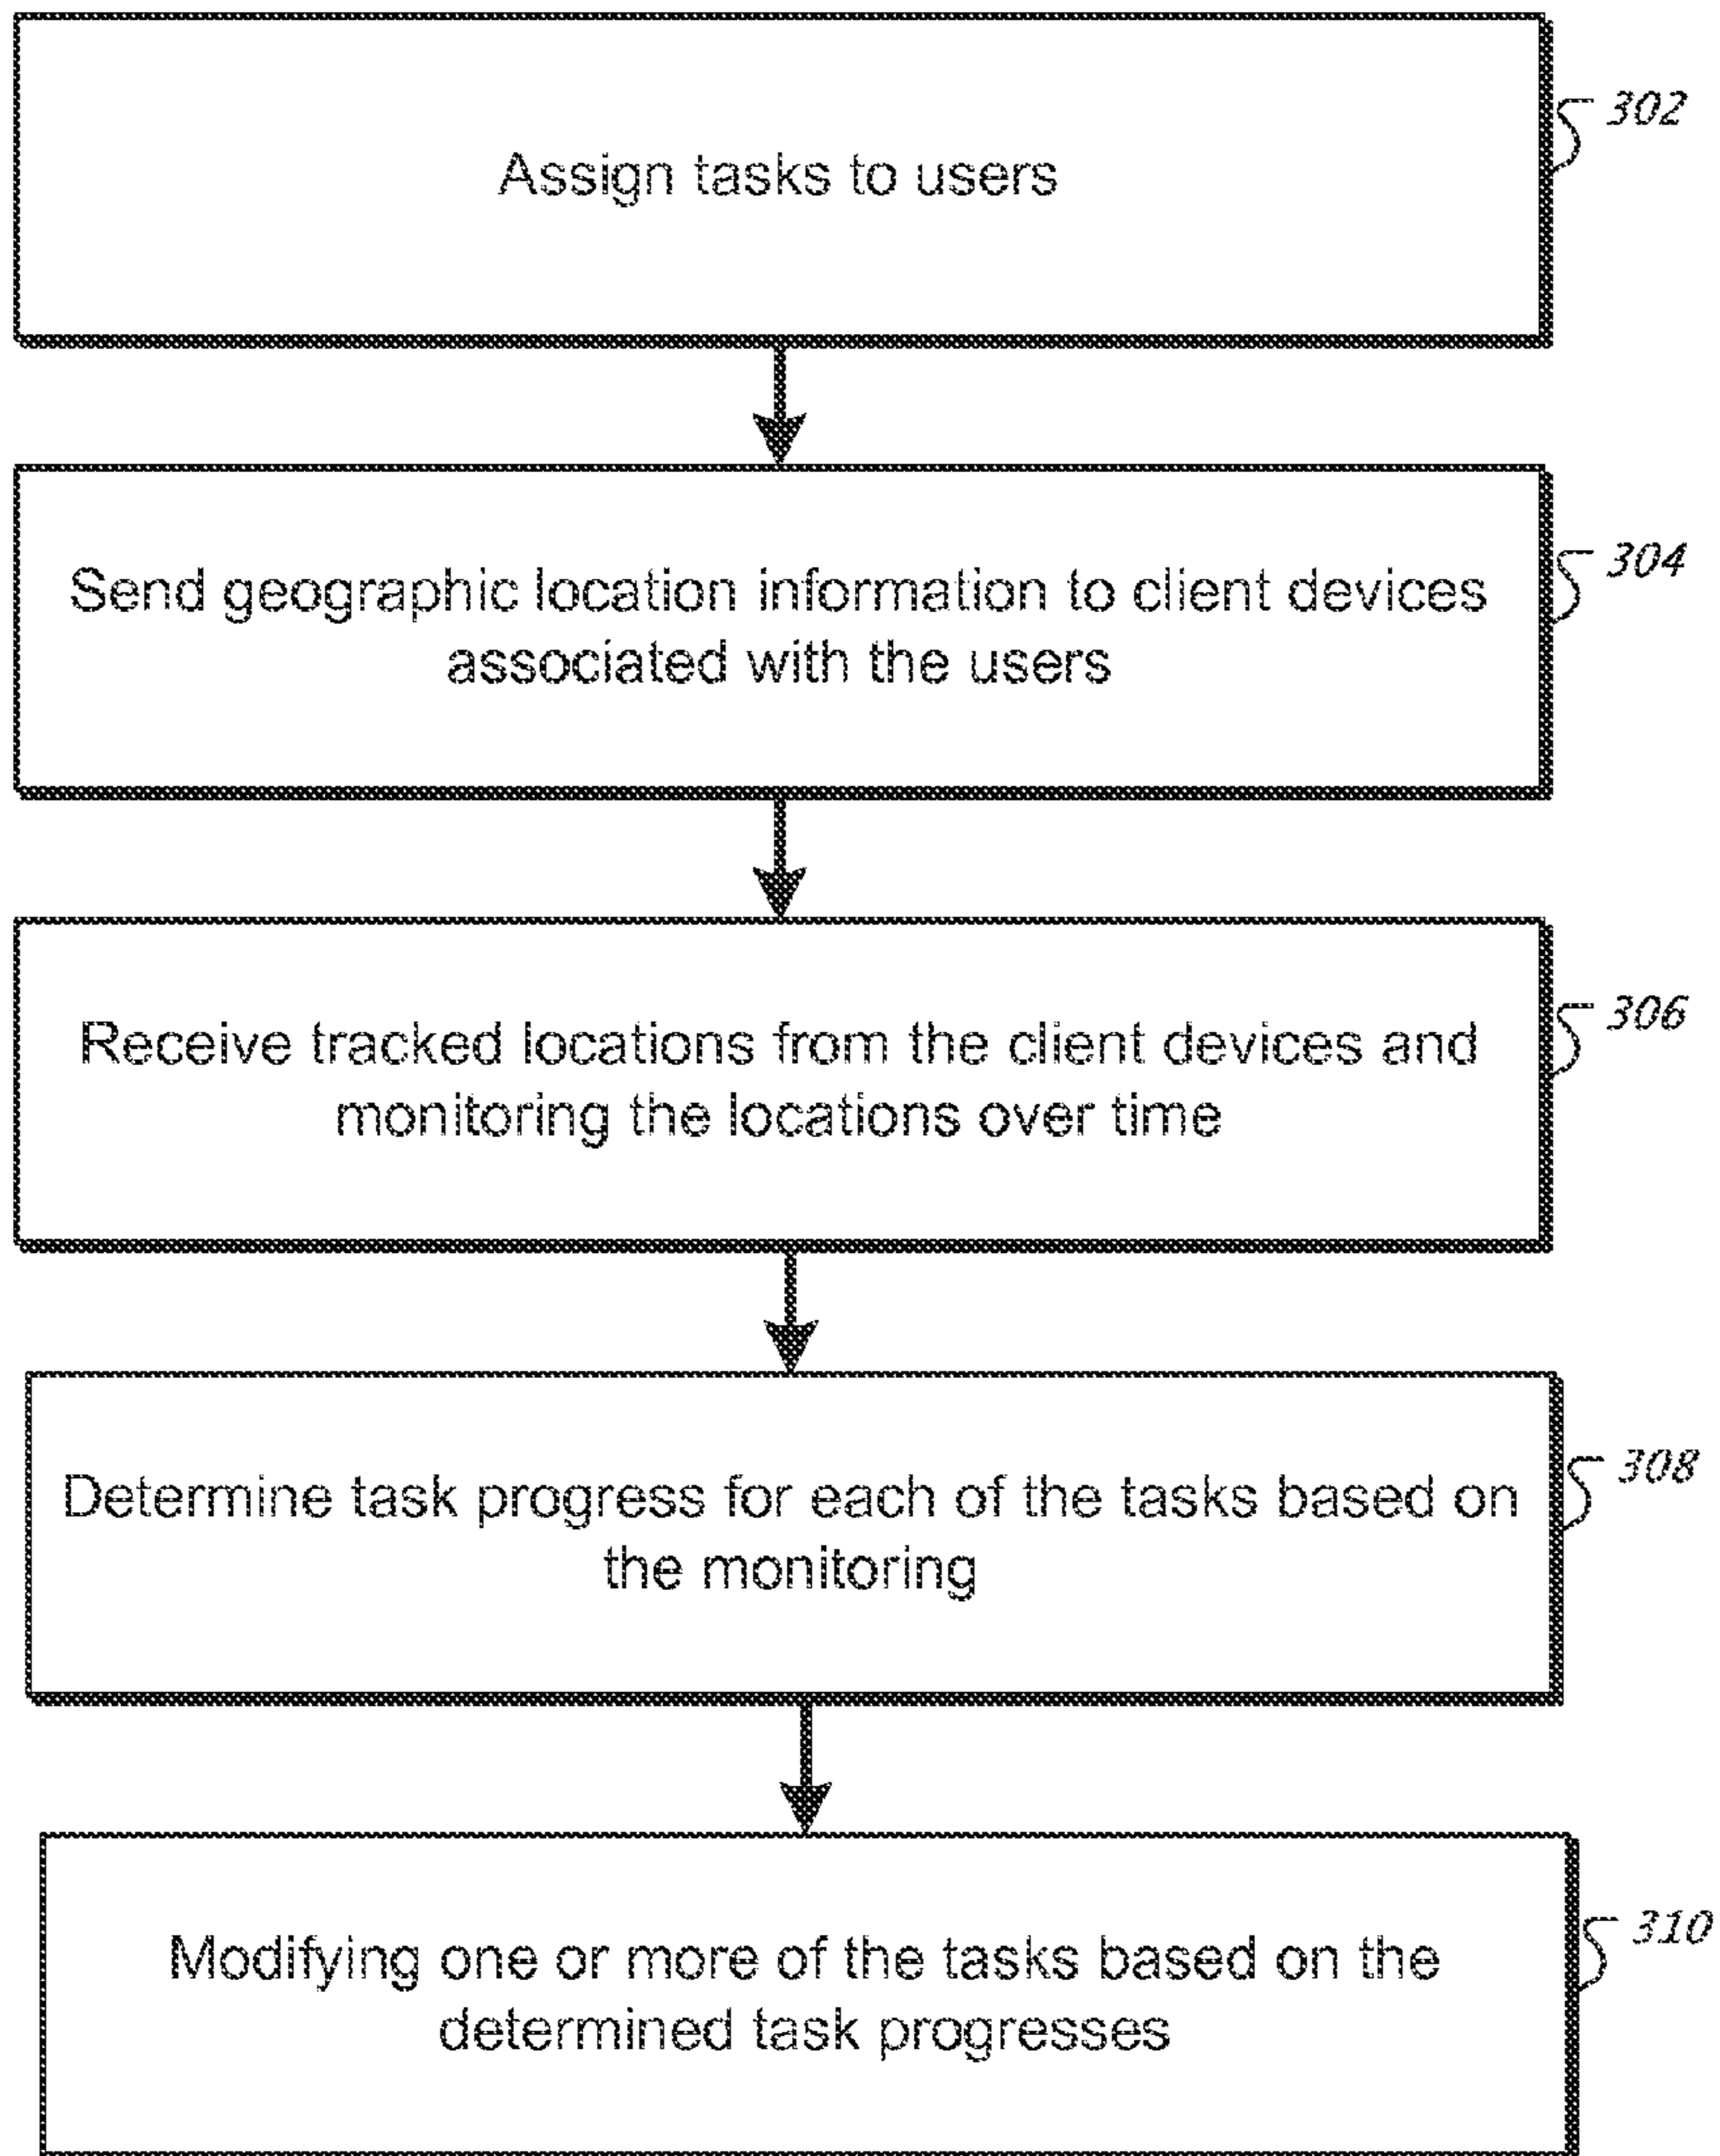 Assign tasks to users
302
Send geographic location information to client devices
associated with the users
304
Receive tracked locations from the client devices and
monitoring the locations over time
306
Determine task progress for each of the tasks based on
the monitoring
308
Modifying one or more of the tasks based on the
determined task progresses
310